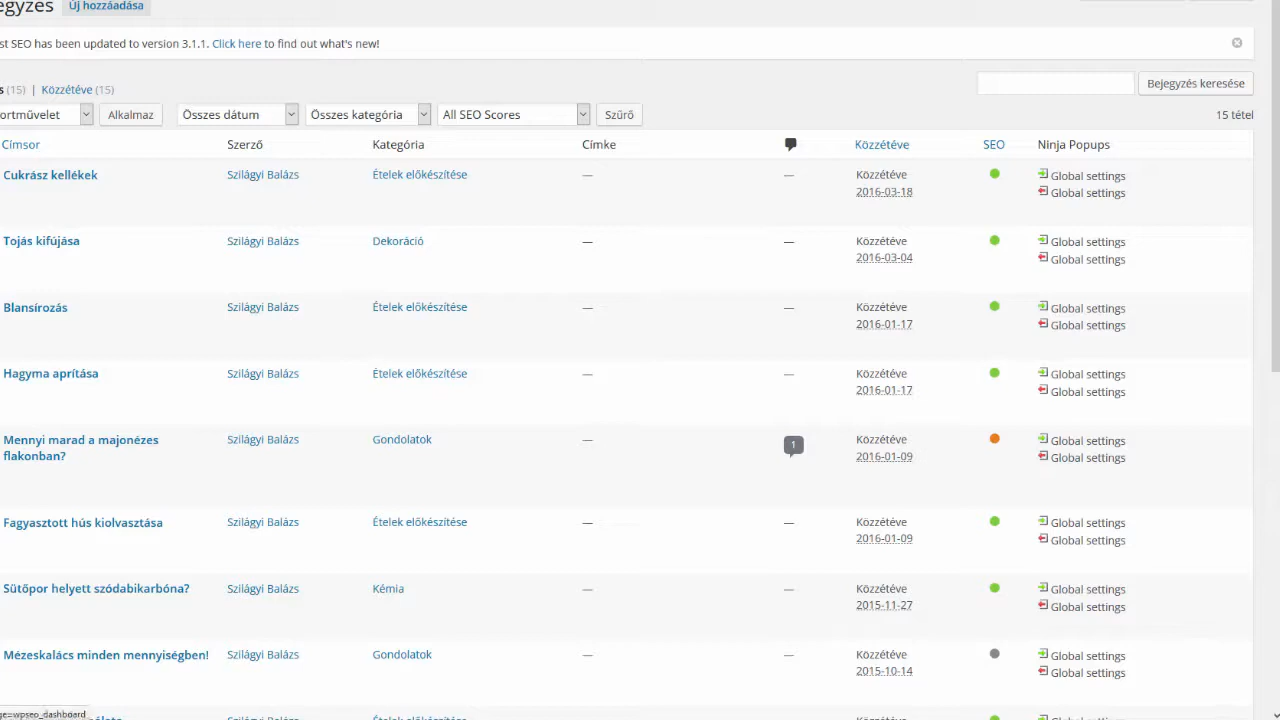 egyzés Új hozzáadása
st SEO has been updated to version 3.1.1. Click here to find out what's new!
s (15) | Közzétéve (15)
Bejegyzés keresése
ortművelet Alkalmaz Összes dátum Összes kategória All SEO Scores Szűrő 15 tétel
Címsor Szerző Kategória Címke Közzétéve SEO Ninja Popups
Cukrász kellékek Szilágyi Balázs Ételek előkészítése — — Közzétéve Global settings
2016-03-18 Global settings
Tojás kifújása Szilágyi Balázs Dekoráció — — Közzétéve Global settings
2016-03-04 Global settings
Blansírozás Szilágyi Balázs Ételek előkészítése — — Közzétéve Global settings
2016-01-17 Global settings
Hagyma aprítása Szilágyi Balázs Ételek előkészítése — — Közzétéve Global settings
2016-01-17 Global settings
Mennyi marad a majonézes Szilágyi Balázs Gondolatok — 1 Közzétéve Global settings
flakonban? 2016-01-09 Global settings
Fagyasztott hús kiolvasztása Szilágyi Balázs Ételek előkészítése — — Közzétéve Global settings
2016-01-09 Global settings
Sütőpor helyett szódabikarbóna? Szilágyi Balázs Kémia — — Közzétéve Global settings
2015-11-27 Global settings
Mézeskalács minden mennyiségben! Szilágyi Balázs Gondolatok — — Közzétéve Global settings
2015-10-14 Global settings
ge=wpseo_dashboard